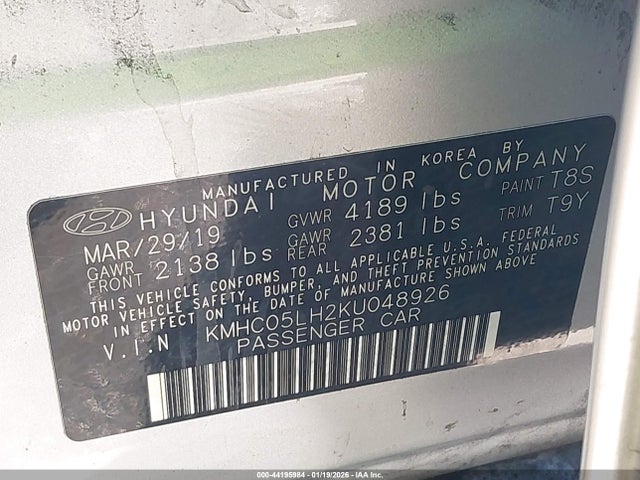 MANUFACTURED IN KOREA BY
HYUNDAI MOTOR COMPANY
MAR/29/19 GVWR 4189 lbs PAINT T8S
GAWR FRONT 2138 lbs GAWR REAR 2381 lbs TRIM T9Y
THIS VEHICLE CONFORMS TO ALL APPLICABLE U.S.A. FEDERAL
MOTOR VEHICLE SAFETY, BUMPER, AND THEFT PREVENTION STANDARDS
IN EFFECT ON THE DATE OF MANUFACTURE SHOWN ABOVE
V.I.N KMHC05LH2KU048926
PASSENGER CAR
000-44195984 - 01/19/2026 - IAA Inc.